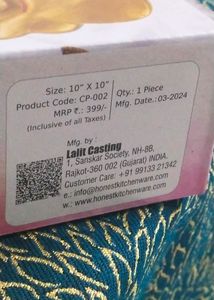 Size: 10" X 10"
Product Code: CP-002
MRP ₹.: 399/-
(Inclusive of all Taxes)
Qty.: 1 Piece
Mfg. Date.: 03-2024
Mfg. by
Lalit Casting
1, Sanskar Society, NH-8B,
Rajkot-360 002 (Gujarat) INDIA.
Customer Care: +91 99133 21342
e: info@honestkitchenware.com
www.honestkitchenware.com